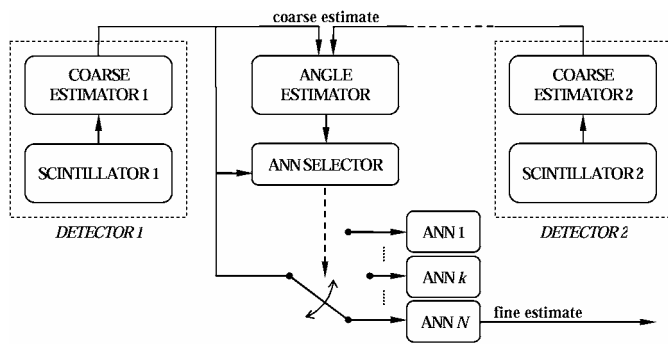 coarse estimate
COARSE
ESTIMATOR 1
SCINTILLATOR 1
DETECTOR 1
ANGLE
ESTIMATOR
ANN SELECTOR
COARSE
ESTIMATOR 2
SCINTILLATOR 2
DETECTOR 2
ANN 1
ANN k
ANN N
fine estimate